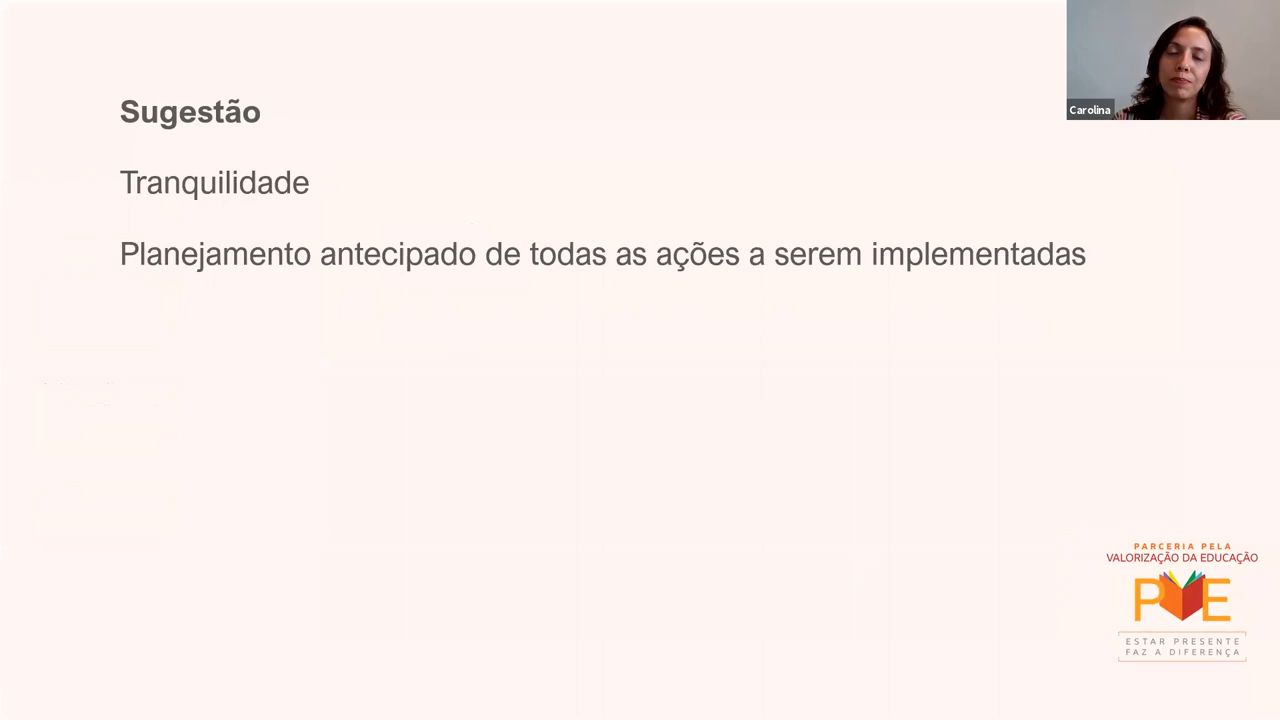 Sugestão
Carolina
Tranquilidade
Planejamento antecipado de todas as ações a serem implementadas
PARCERIA PELA
VALORIZAÇÃO DA EDUCAÇÃO
PVE
ESTAR PRESENTE
FAZ A DIFERENÇA